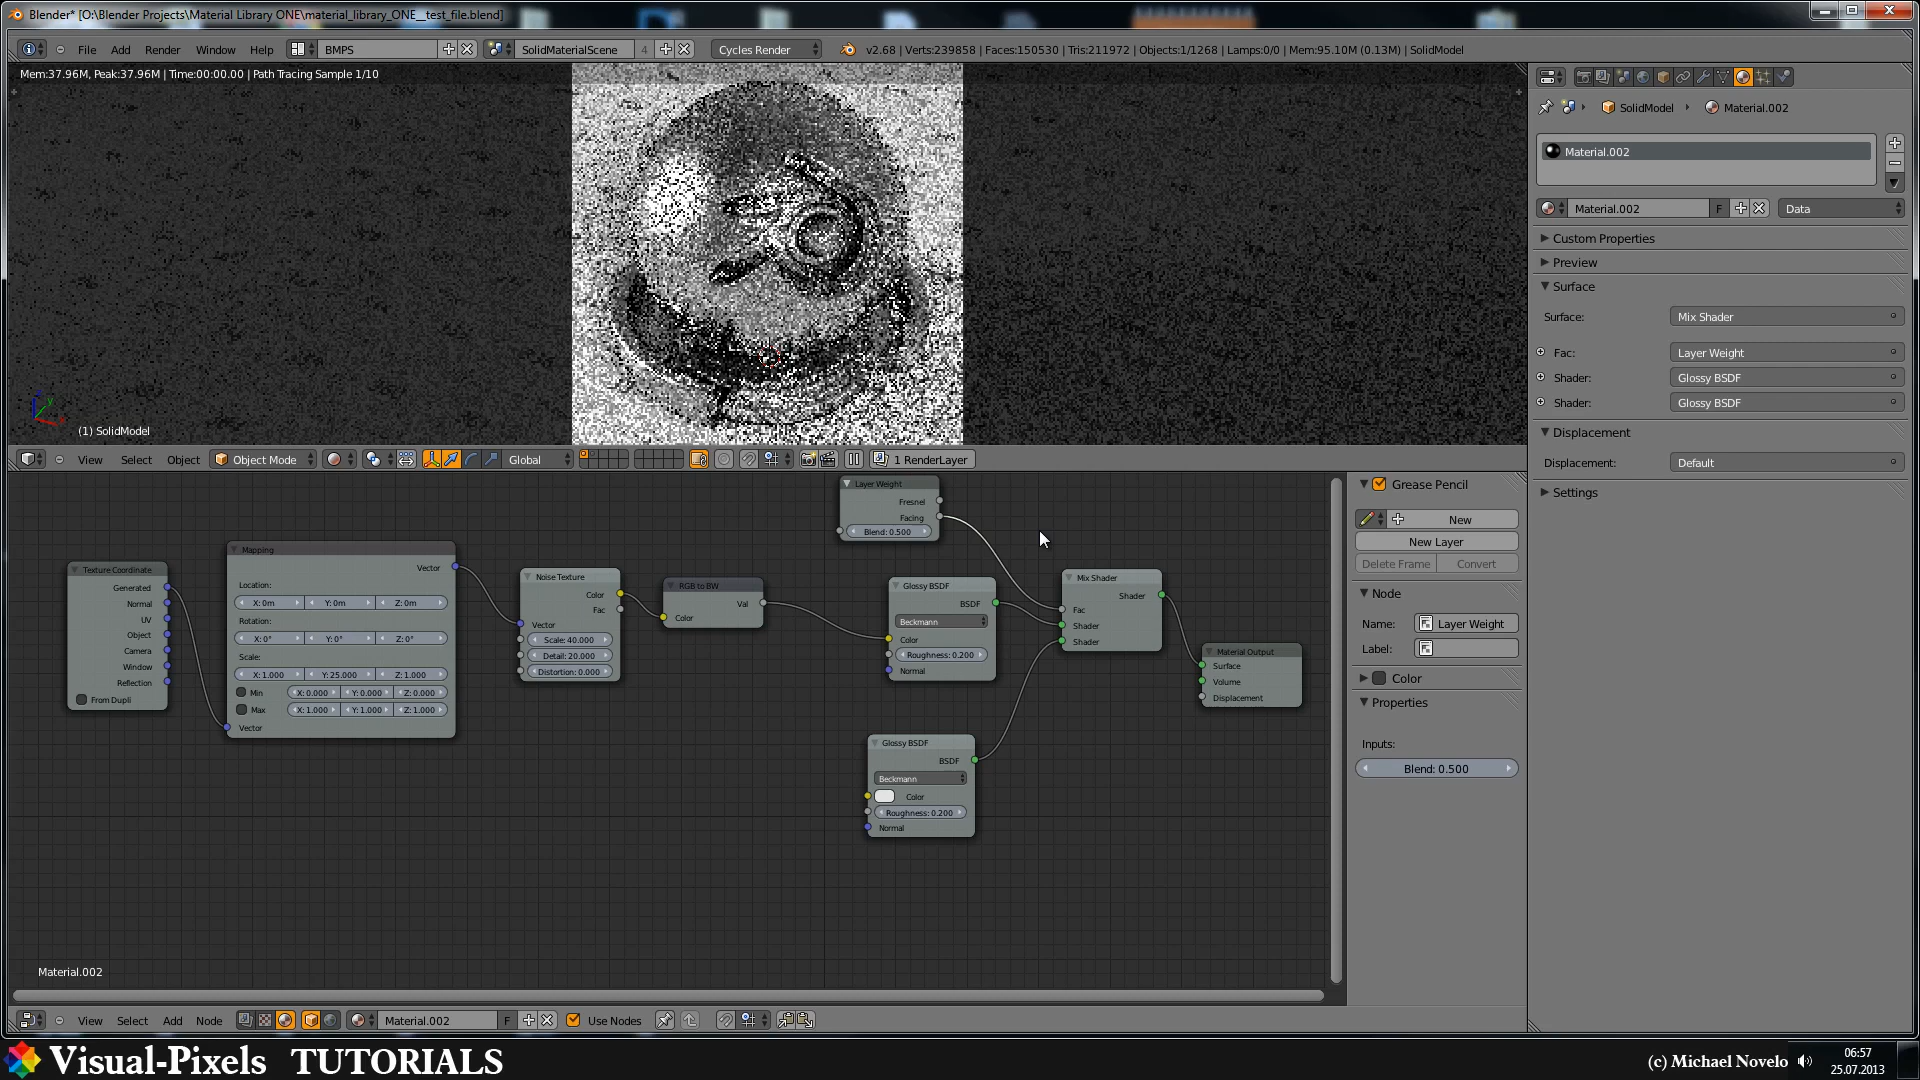 Blender* [O:\Blender Projects\Material Library ONE\material_library_ONE__test_file.blend]
File Add Render Window Help BMPS SolidMaterialScene 4 Cycles Render v2.68 | Verts:239858 | Faces:150530 | Tris:211972 | Objects:1/1268 | Lamps:0/0 | Mem:95.10M (0.13M) | SolidModel
Mem:37.96M, Peak:37.96M | Time:00:00.00 | Path Tracing Sample 1/10
(1) SolidModel
View Select Object Object Mode Global 1 RenderLayer
SolidModel Material.002
Material.002
Material.002 F Data
Custom Properties
Preview
Surface
Surface: Mix Shader
Fac: Layer Weight
Shader: Glossy BSDF
Shader: Glossy BSDF
Displacement
Displacement: Default
Settings
Texture Coordinate
Generated
Normal
UV
Object
Camera
Window
Reflection
From Dupli
Mapping
Vector
Location:
X: 0m Y: 0m Z: 0m
Rotation:
X: 0° Y: 0° Z: 0°
Scale:
X: 1.000 Y: 25.000 Z: 1.000
Min X: 0.000 Y: 0.000 Z: 0.000
Max X: 1.000 Y: 1.000 Z: 1.000
Vector
Noise Texture
Color
Fac
Vector
Scale: 40.000
Detail: 20.000
Distortion: 0.000
RGB to BW
Val
Color
Layer Weight
Fresnel
Facing
Blend: 0.500
Glossy BSDF
BSDF
Beckmann
Color
Roughness: 0.200
Normal
Glossy BSDF
BSDF
Beckmann
Color
Roughness: 0.200
Normal
Mix Shader
Shader
Fac
Shader
Shader
Material Output
Surface
Volume
Displacement
Grease Pencil
New
New Layer
Delete Frame Convert
Node
Name: Layer Weight
Label:
Color
Properties
Inputs:
Blend: 0.500
Material.002
View Select Add Node Material.002 F Use Nodes
Visual-Pixels TUTORIALS
(c) Michael Novelo
06:57
25.07.2013